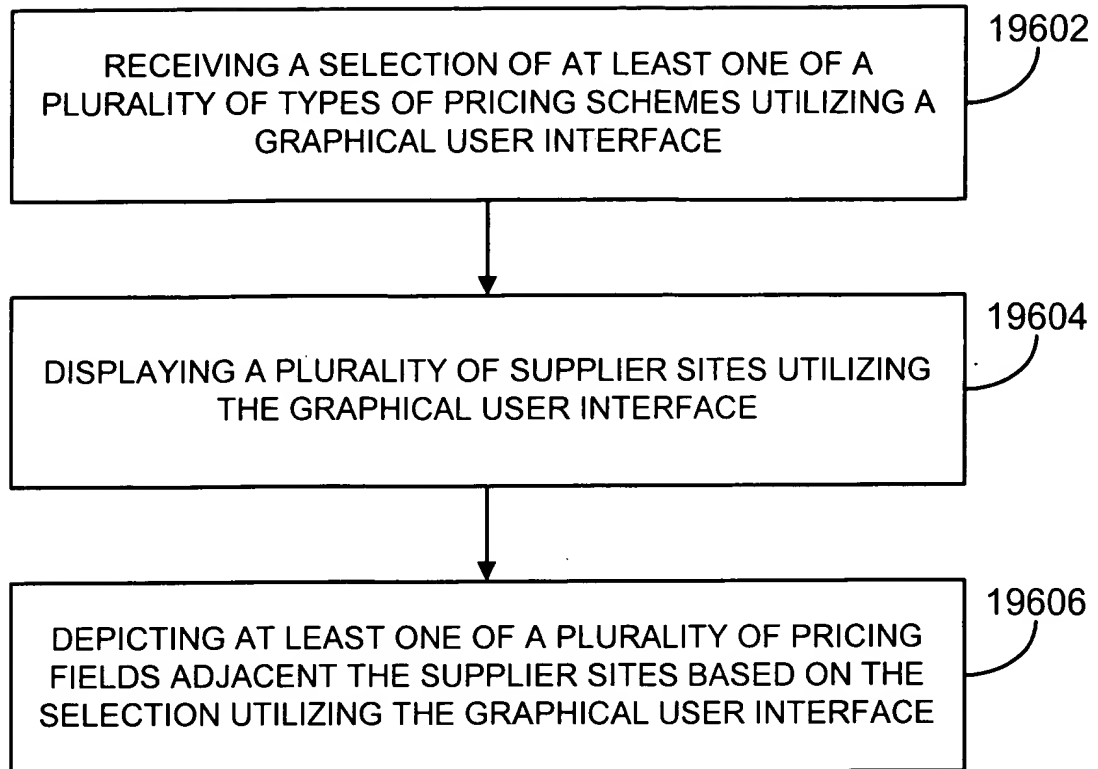 19602
RECEIVING A SELECTION OF AT LEAST ONE OF A
PLURALITY OF TYPES OF PRICING SCHEMES UTILIZING A
GRAPHICAL USER INTERFACE
19604
DISPLAYING A PLURALITY OF SUPPLIER SITES UTILIZING
THE GRAPHICAL USER INTERFACE
19606
DEPICTING AT LEAST ONE OF A PLURALITY OF PRICING
FIELDS ADJACENT THE SUPPLIER SITES BASED ON THE
SELECTION UTILIZING THE GRAPHICAL USER INTERFACE